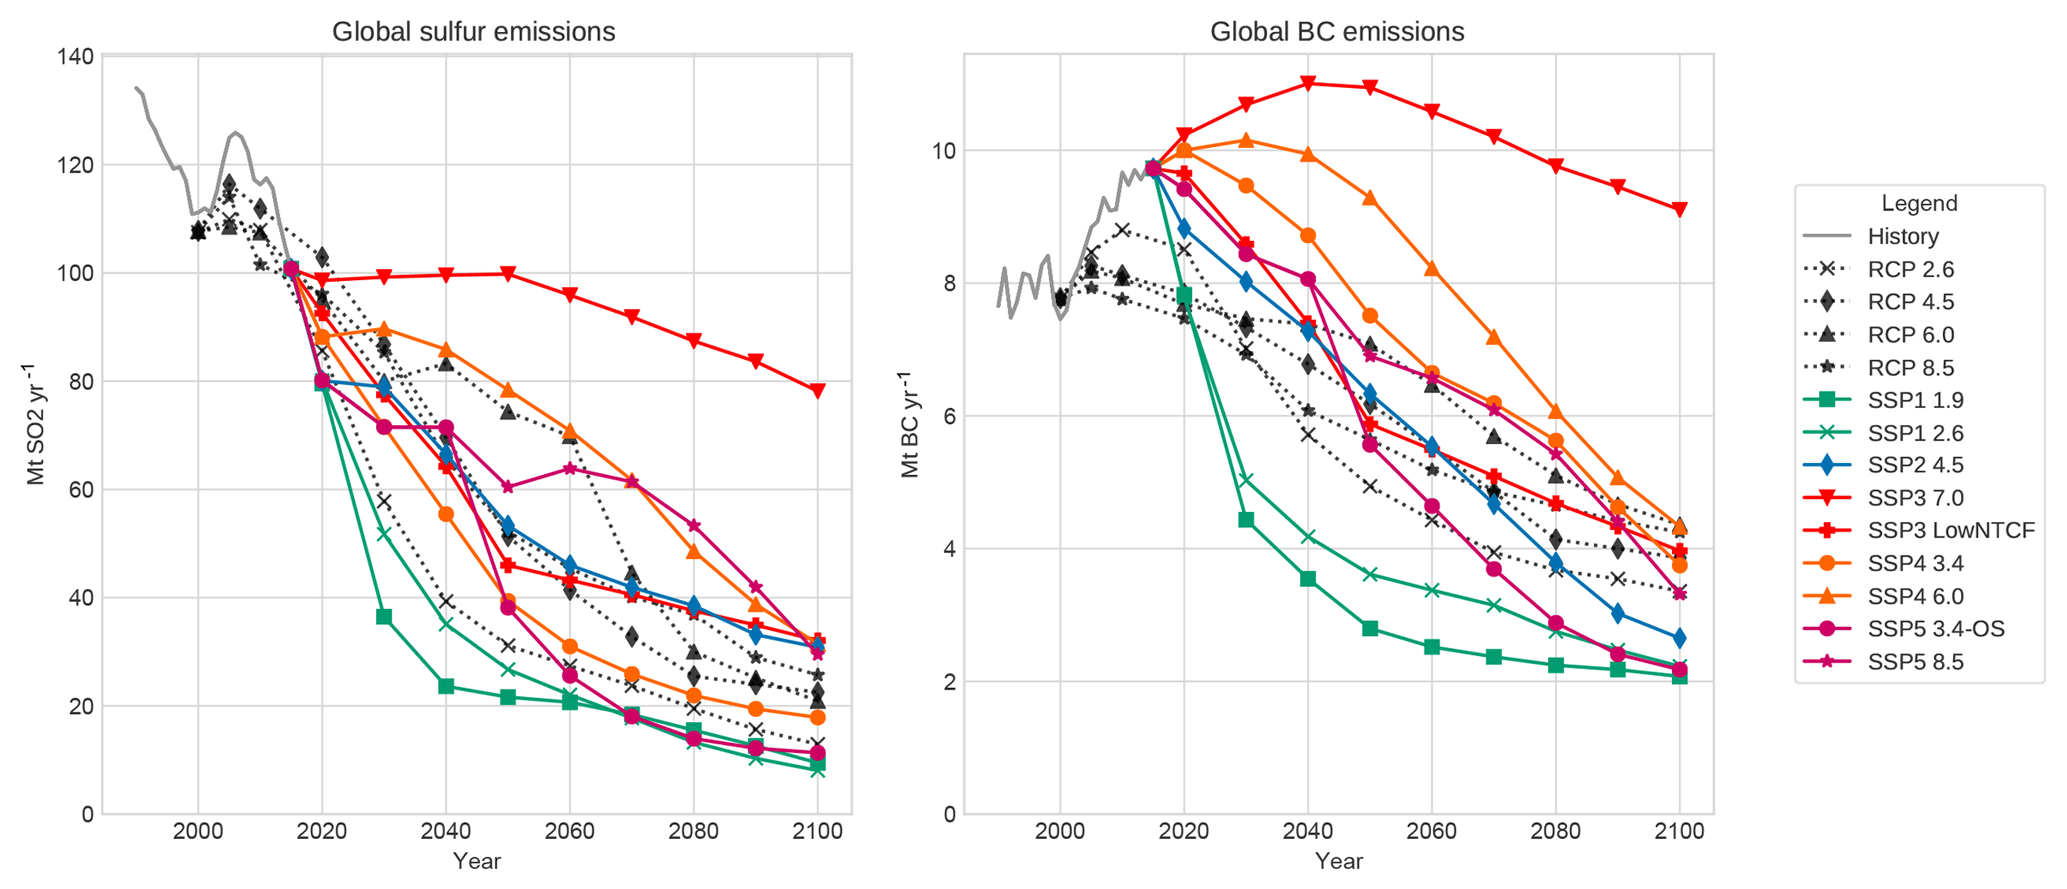 Global sulfur emissions
140
120
100
80
60
40
20
0
Mt SO2 yr⁻¹
2000 2020 2040 2060 2080 2100
Year
Global BC emissions
10
8
6
4
2
0
Mt BC yr⁻¹
2000 2020 2040 2060 2080 2100
Year
Legend
History
RCP 2.6
RCP 4.5
RCP 6.0
RCP 8.5
SSP1 1.9
SSP1 2.6
SSP2 4.5
SSP3 7.0
SSP3 LowNTCF
SSP4 3.4
SSP4 6.0
SSP5 3.4-OS
SSP5 8.5